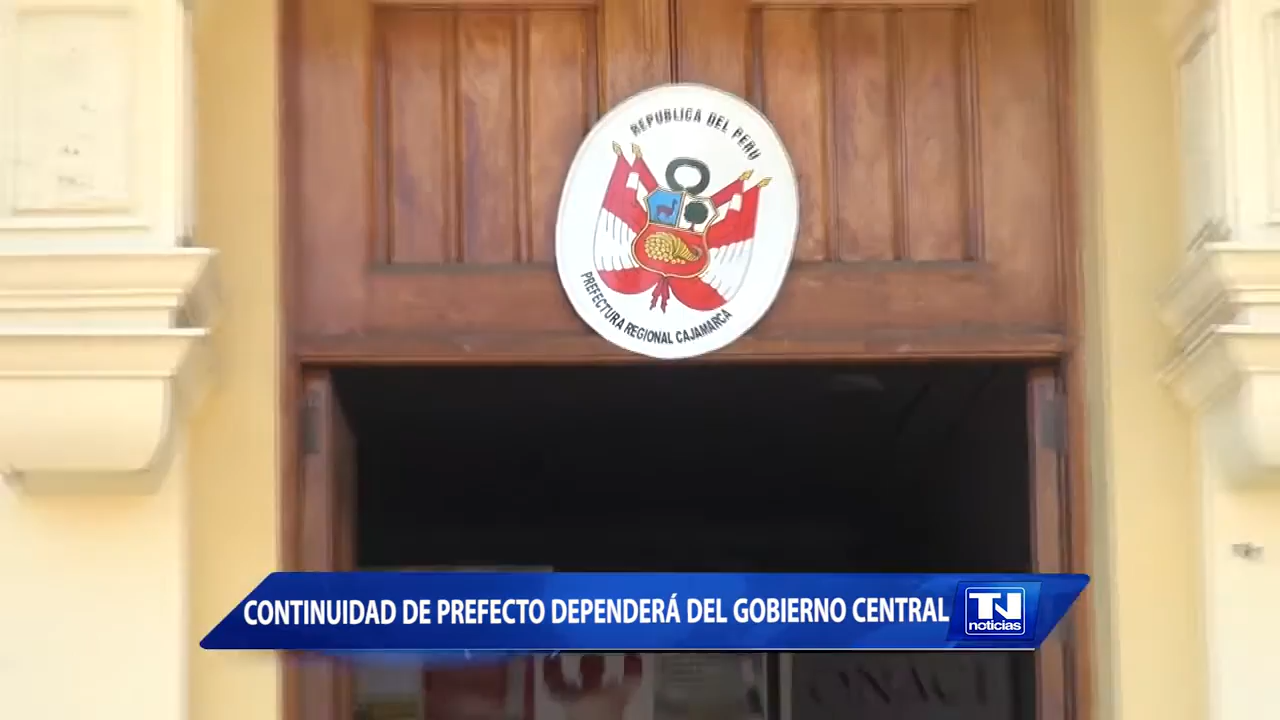 REPUBLICA DEL PERU
PREFECTURA REGIONAL CAJAMARCA
CONTINUIDAD DE PREFECTO DEPENDERÁ DEL GOBIERNO CENTRAL
TN
noticias